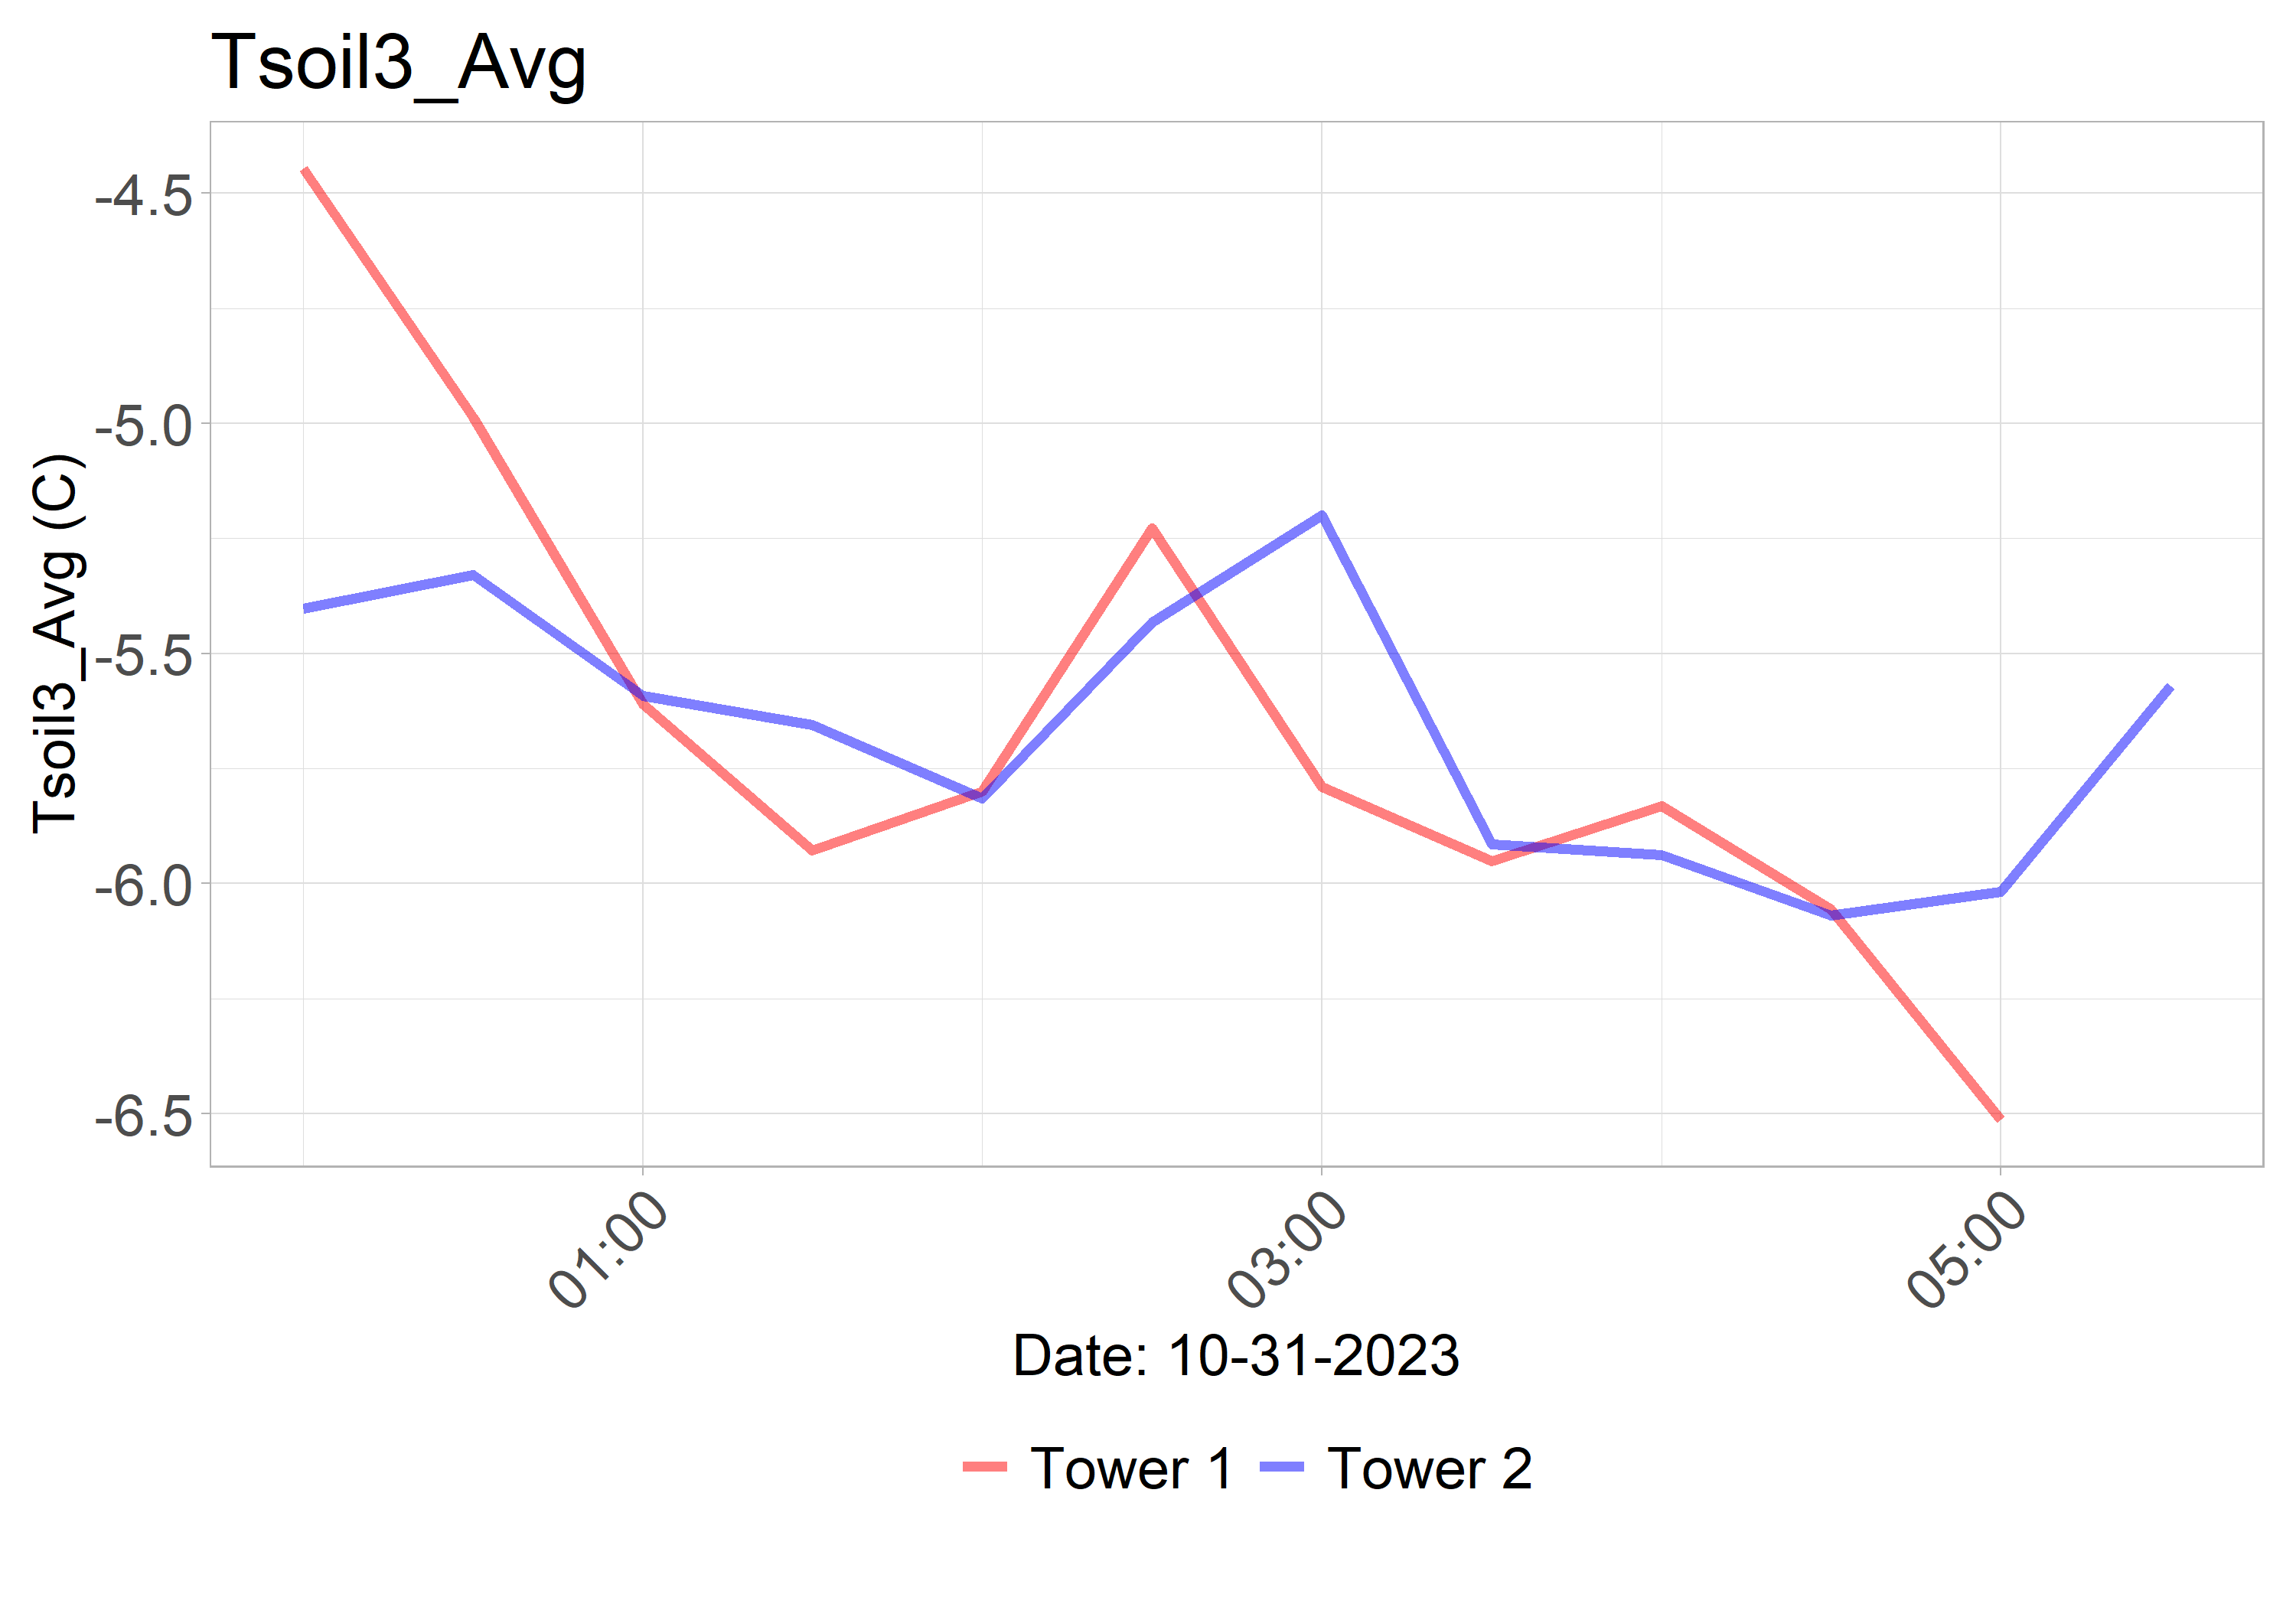 Tsoil3_Avg
Tsoil3_Avg (C)
-4.5
-5.0
-5.5
-6.0
-6.5
01:00
03:00
05:00
Date: 10-31-2023
Tower 1
Tower 2